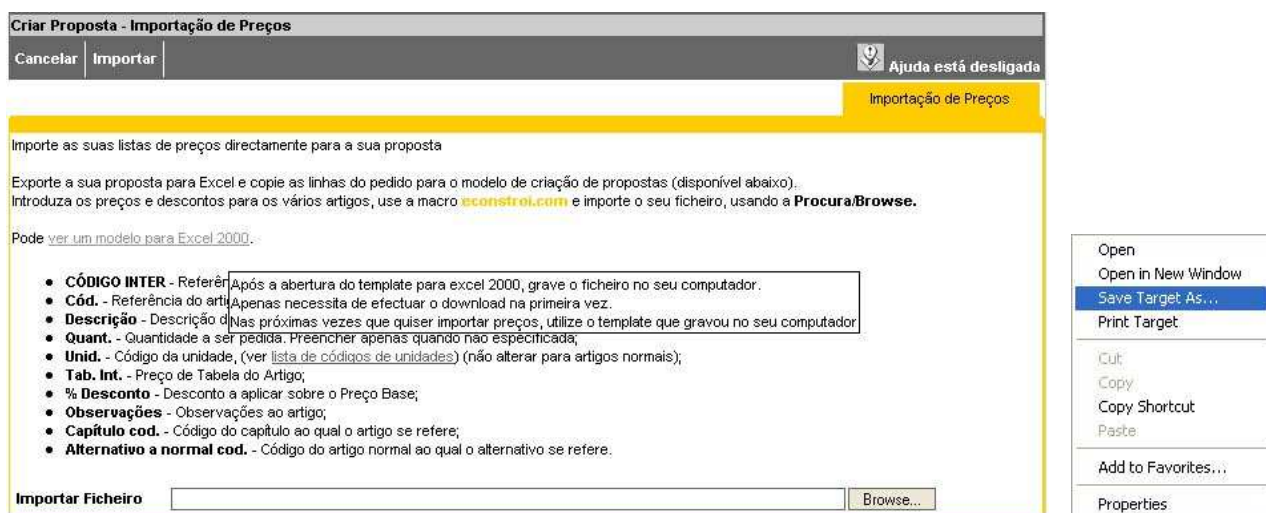 Criar Proposta - Importação de Preços
Cancelar Importar Ajuda está desligada
Importação de Preços
Importe as suas listas de preços directamente para a sua proposta
Exporte a sua proposta para Excel e copie as linhas do pedido para o modelo de criação de propostas (disponível abaixo).
Introduza os preços e descontos para os vários artigos, use a macro econstroi.com e importe o seu ficheiro, usando a Procura/Browse.
Pode ver um modelo para Excel 2000.
CÓDIGO INTER - Referên
Cód. - Referência do arti
Descrição - Descrição d
Após a abertura do template para excel 2000, grave o ficheiro no seu computador.
Apenas necessita de efectuar o download na primeira vez.
Nas próximas vezes que quiser importar preços, utilize o template que gravou no seu computador
Quant. - Quantidade a ser pedida. Preencher apenas quando não especificada;
Unid. - Código da unidade, (ver lista de códigos de unidades) (não alterar para artigos normais);
Tab. Int. - Preço de Tabela do Artigo;
% Desconto - Desconto a aplicar sobre o Preço Base;
Observações - Observações ao artigo;
Capítulo cod. - Código do capítulo ao qual o artigo se refere;
Alternativo a normal cod. - Código do artigo normal ao qual o alternativo se refere.
Importar Ficheiro Browse...
Open
Open in New Window
Save Target As...
Print Target
Cut
Copy
Copy Shortcut
Paste
Add to Favorites...
Properties